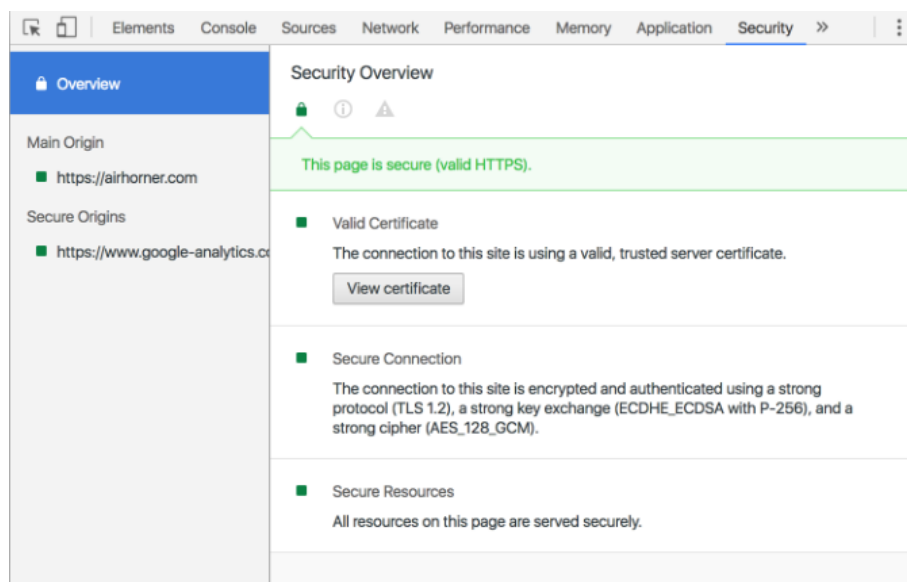 Elements Console Sources Network Performance Memory Application Security »
Overview
Main Origin
https://airhorner.com
Secure Origins
https://www.google-analytics.co
Security Overview
This page is secure (valid HTTPS).
Valid Certificate
The connection to this site is using a valid, trusted server certificate.
View certificate
Secure Connection
The connection to this site is encrypted and authenticated using a strong
protocol (TLS 1.2), a strong key exchange (ECDHE_ECDSA with P-256), and a
strong cipher (AES_128_GCM).
Secure Resources
All resources on this page are served securely.